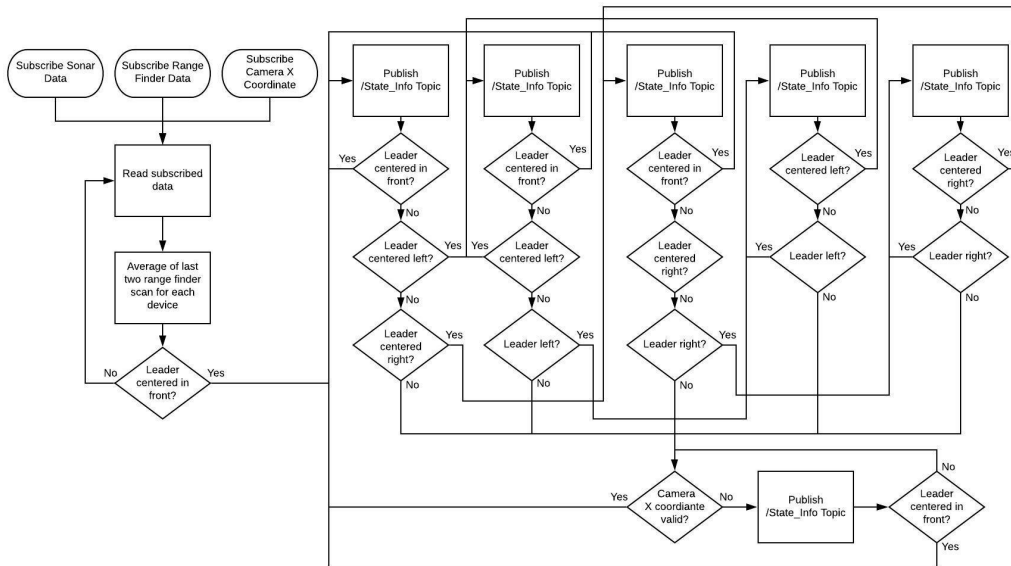 Subscribe Sonar
Data
Subscribe Range
Finder Data
Subscribe
Camera X
Coordinate
Read subscribed
data
Average of last
two range finder
scan for each
device
Leader
centered in
front?
No
Yes
Publish
/State_Info Topic
Leader
centered in
front?
Yes
No
Leader
centered left?
Yes
No
Leader
centered
right?
Yes
No
Publish
/State_Info Topic
Leader
centered in
front?
Yes
No
Leader
centered left?
Yes
No
Leader left?
Yes
No
Publish
/State_Info Topic
Leader
centered in
front?
Yes
No
Leader
centered
right?
No
Leader right?
Yes
No
Publish
/State_Info Topic
Leader
centered left?
Yes
No
Leader left?
Yes
No
Publish
/State_Info Topic
Leader
centered
right?
Yes
No
Leader right?
Yes
No
Camera
X coordiante
valid?
Yes
No
Publish
/State_Info Topic
Leader
centered in
front?
No
Yes